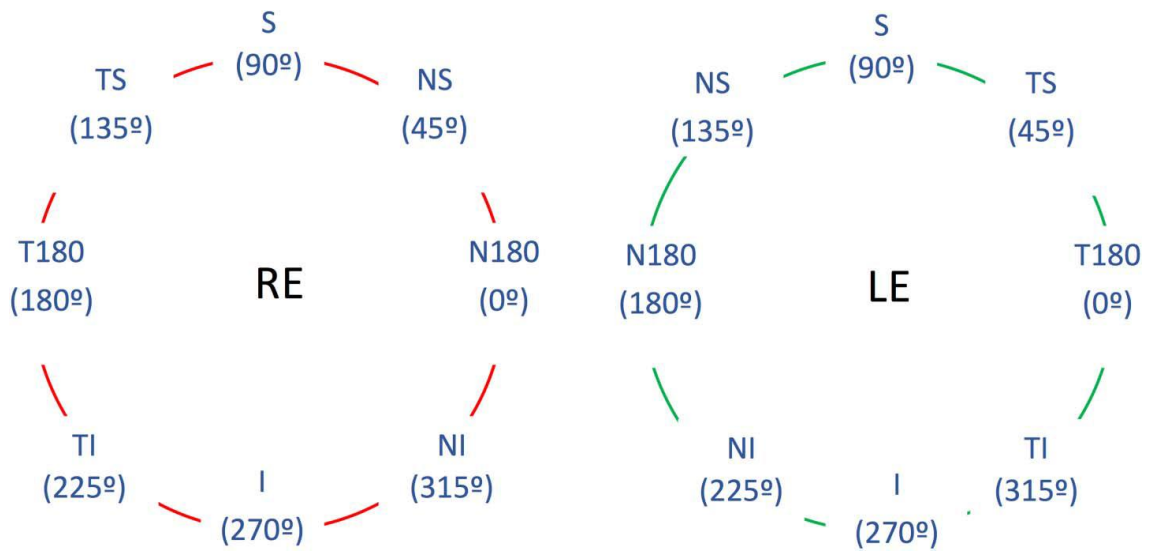 S
(90º)
TS
(135º)
NS
(45º)
T180
(180º)
RE
N180
(0º)
TI
(225º)
I
(270º)
NI
(315º)
S
(90º)
NS
(135º)
TS
(45º)
N180
(180º)
LE
T180
(0º)
NI
(225º)
I
(270º)
TI
(315º)